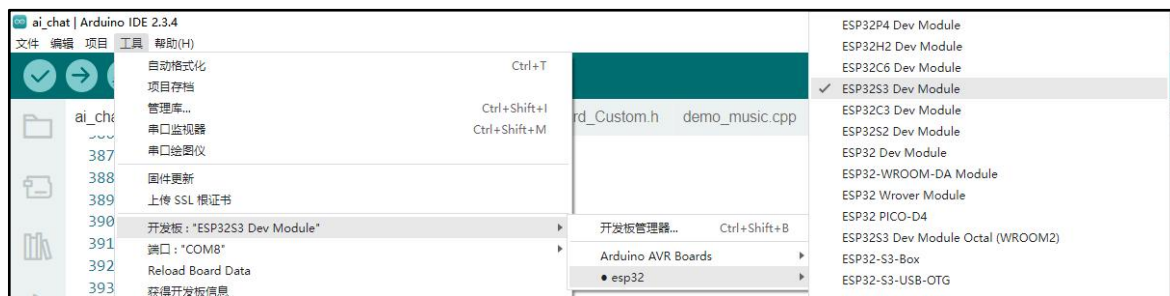 ai_chat | Arduino IDE 2.3.4
文件 编辑 项目 工具 帮助(H)
自动格式化 Ctrl+T
项目存档
管理库... Ctrl+Shift+I
串口监视器 Ctrl+Shift+M
串口绘图仪
固件更新
上传 SSL 根证书
开发板 : "ESP32S3 Dev Module"
端口 : "COM8"
Reload Board Data
获得开发板信息
ai_cha
387
388
389
390
391
392
393
rd_Custom.h demo_music.cpp
开发板管理器... Ctrl+Shift+B
Arduino AVR Boards
● esp32
ESP32P4 Dev Module
ESP32H2 Dev Module
ESP32C6 Dev Module
✓ ESP32S3 Dev Module
ESP32C3 Dev Module
ESP32S2 Dev Module
ESP32 Dev Module
ESP32-WROOM-DA Module
ESP32 Wrover Module
ESP32 PICO-D4
ESP32S3 Dev Module Octal (WROOM2)
ESP32-S3-Box
ESP32-S3-USB-OTG